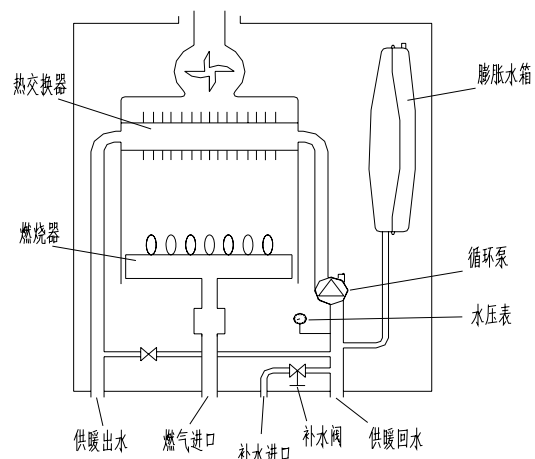 热交换器
膨胀水箱
燃烧器
循环泵
水压表
供暖出水
燃气进口
补水进口
补水阀
供暖回水